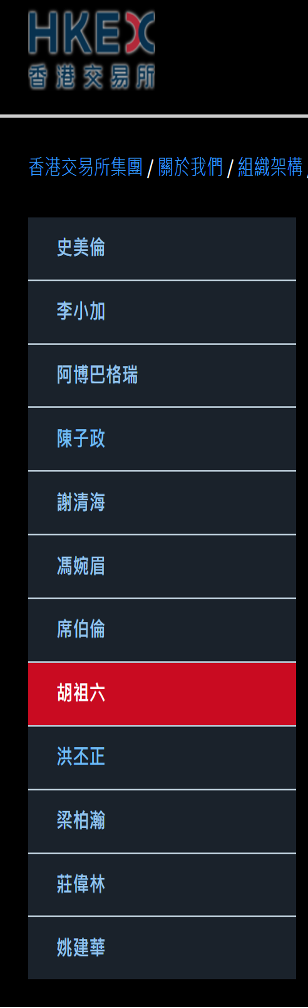 HKEX
香港交易所
香港交易所集團 / 關於我們 / 組織架構 /
史美倫
李小加
阿博巴格瑞
陳子政
謝清海
馮婉眉
席伯倫
胡祖六
洪丕正
梁柏瀚
莊偉林
姚建華